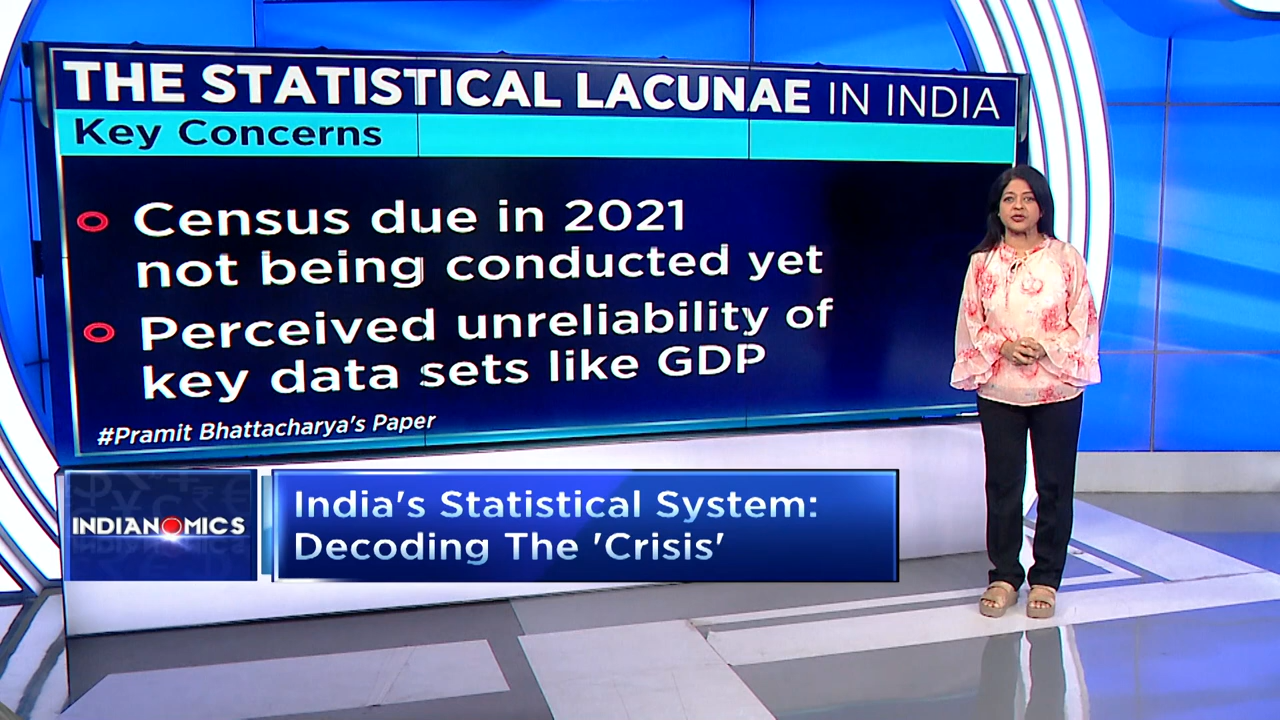 THE STATISTICAL LACUNAE IN INDIA
Key Concerns
Census due in 2021
not being conducted yet
Perceived unreliability of
key data sets like GDP
#Pramit Bhattacharya's Paper
INDIANOMICS
India's Statistical System:
Decoding The 'Crisis'